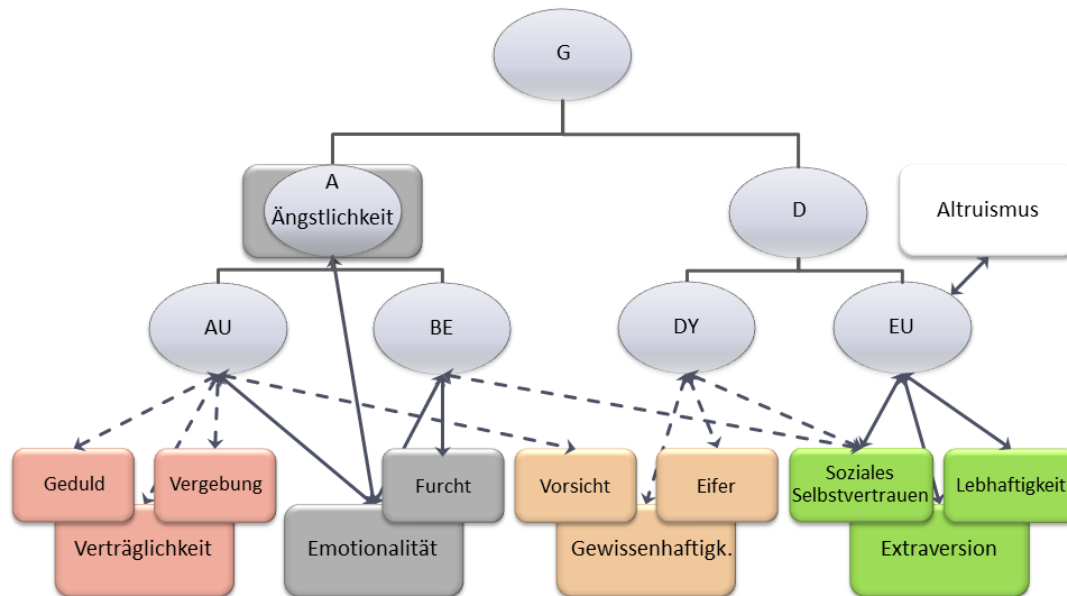 G
A
Ängstlichkeit
D
Altruismus
AU
BE
DY
EU
Geduld
Vergebung
Furcht
Vorsicht
Eifer
Soziales
Selbstvertrauen
Lebhaftigkeit
Verträglichkeit
Emotionalität
Gewissenhaftigk.
Extraversion